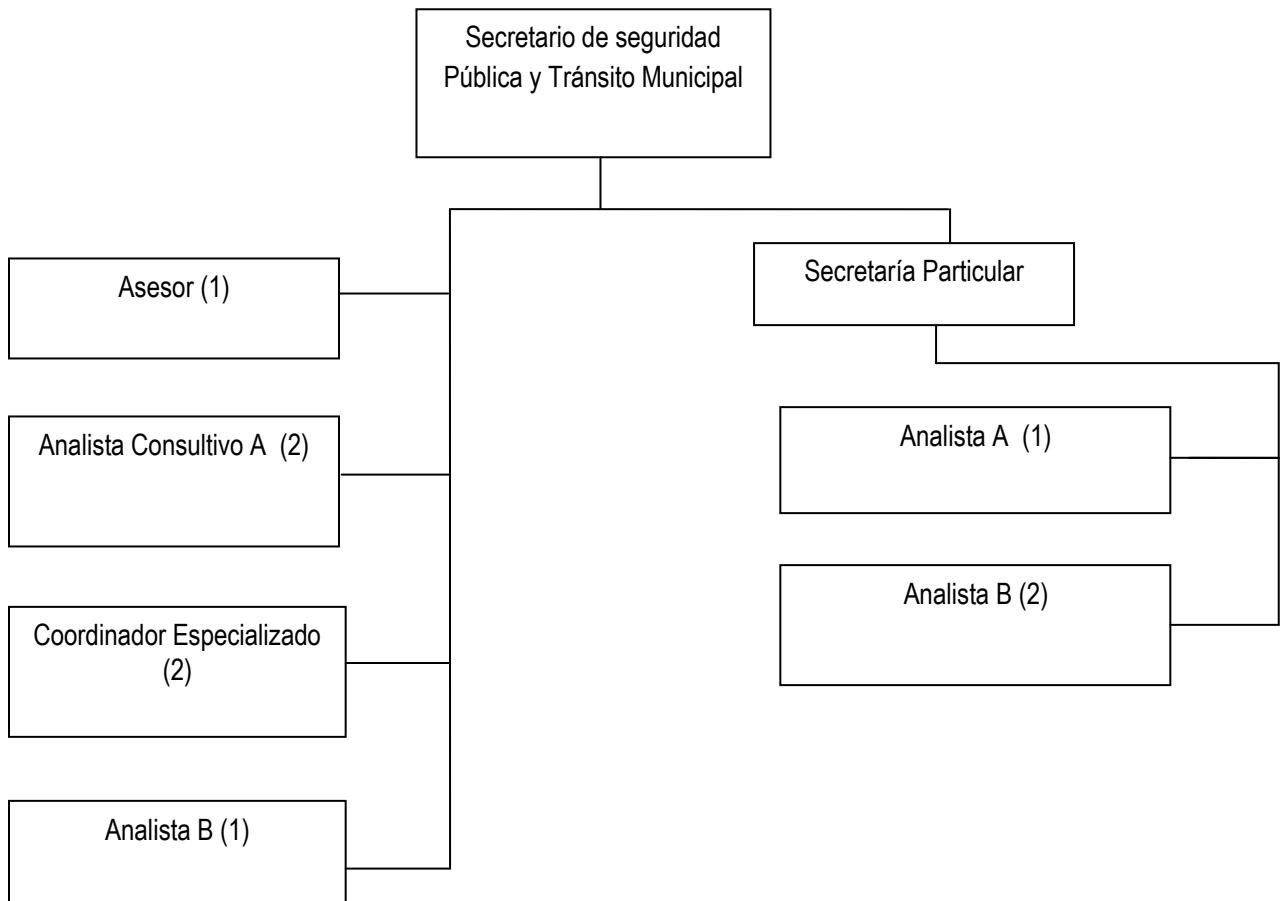 Secretario de seguridad
Pública y Tránsito Municipal
Asesor (1)
Analista Consultivo A (2)
Coordinador Especializado
(2)
Analista B (1)
Secretaría Particular
Analista A (1)
Analista B (2)